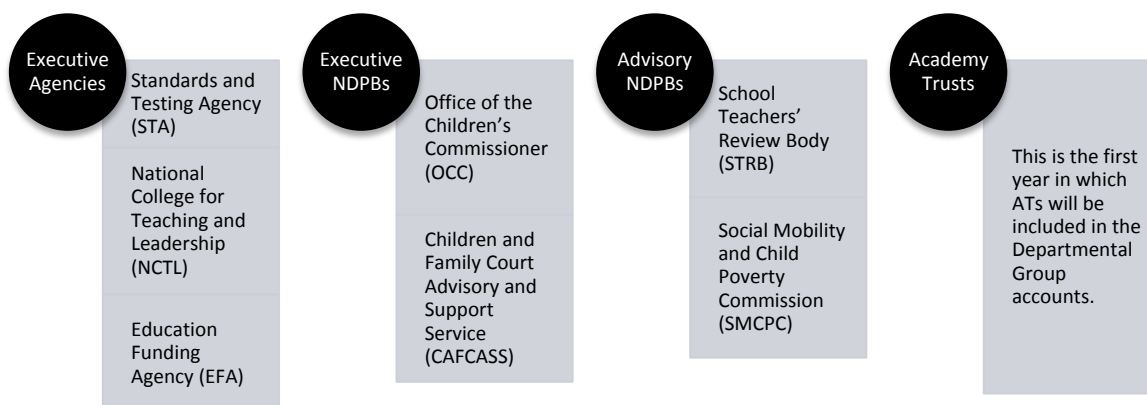 Executive
Agencies
Standards and
Testing Agency
(STA)
National
College for
Teaching and
Leadership
(NCTL)
Education
Funding
Agency (EFA)
Executive
NDPBs
Office of the
Children's
Commissioner
(OCC)
Children and
Family Court
Advisory and
Support
Service
(CAFCASS)
Advisory
NDPBs
School
Teachers'
Review Body
(STRB)
Social Mobility
and Child
Poverty
Commission
(SMCPC)
Academy
Trusts
This is the first
year in which
ATs will be
included in the
Departmental
Group
accounts.